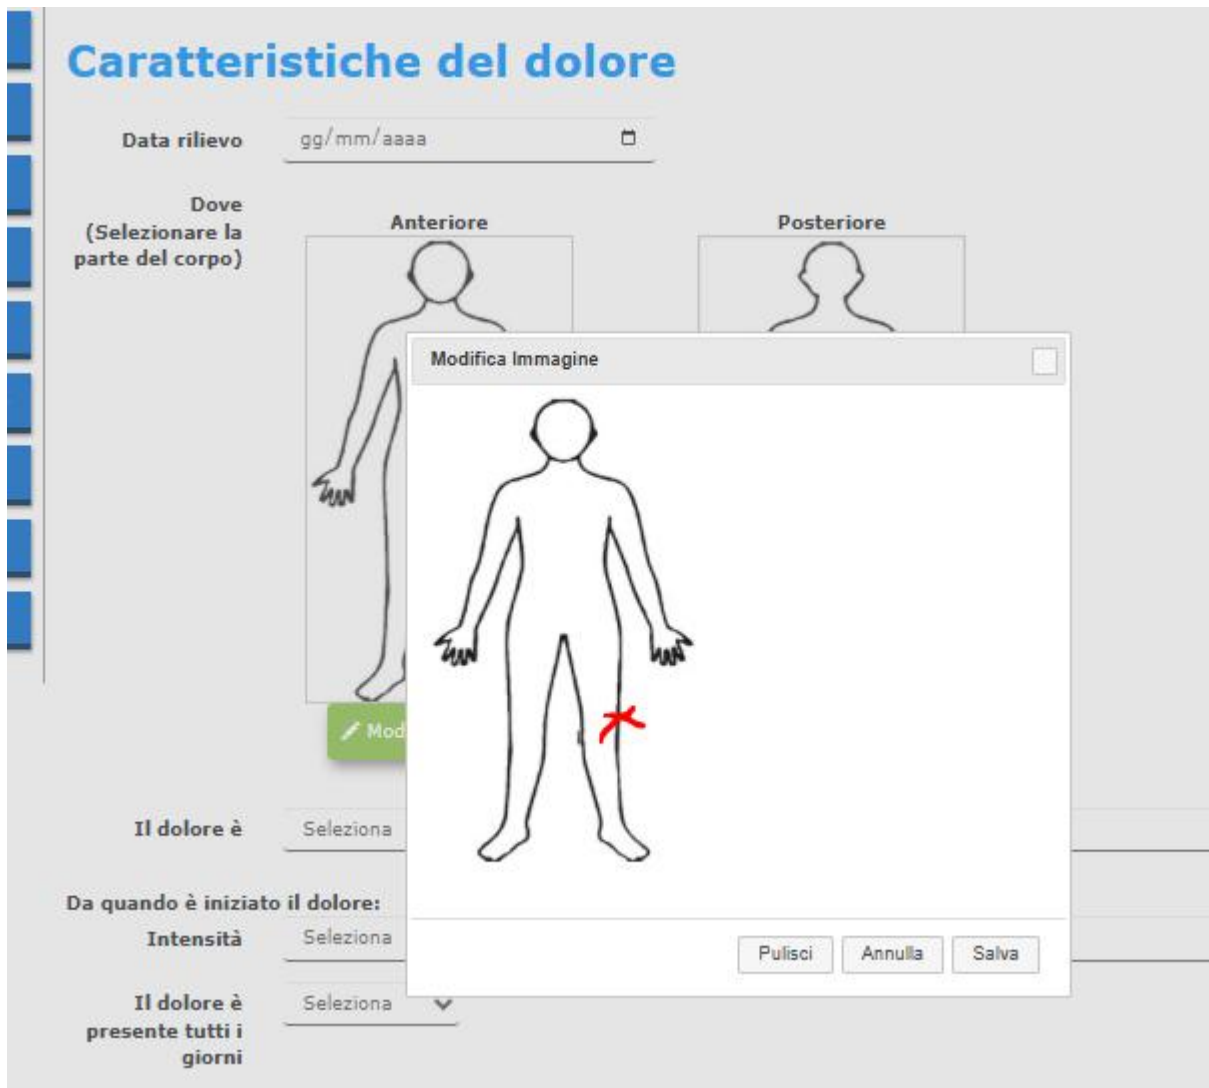 Caratteristiche del dolore
Data rilievo
gg/mm/aaaa
Dove
(Selezionare la
parte del corpo)
Anteriore
Posteriore
Modifica Immagine
Pulisci
Annulla
Salva
Mod
Il dolore è
Seleziona
Da quando è iniziato il dolore:
Intensità
Seleziona
Il dolore è
presente tutti i
giorni
Seleziona